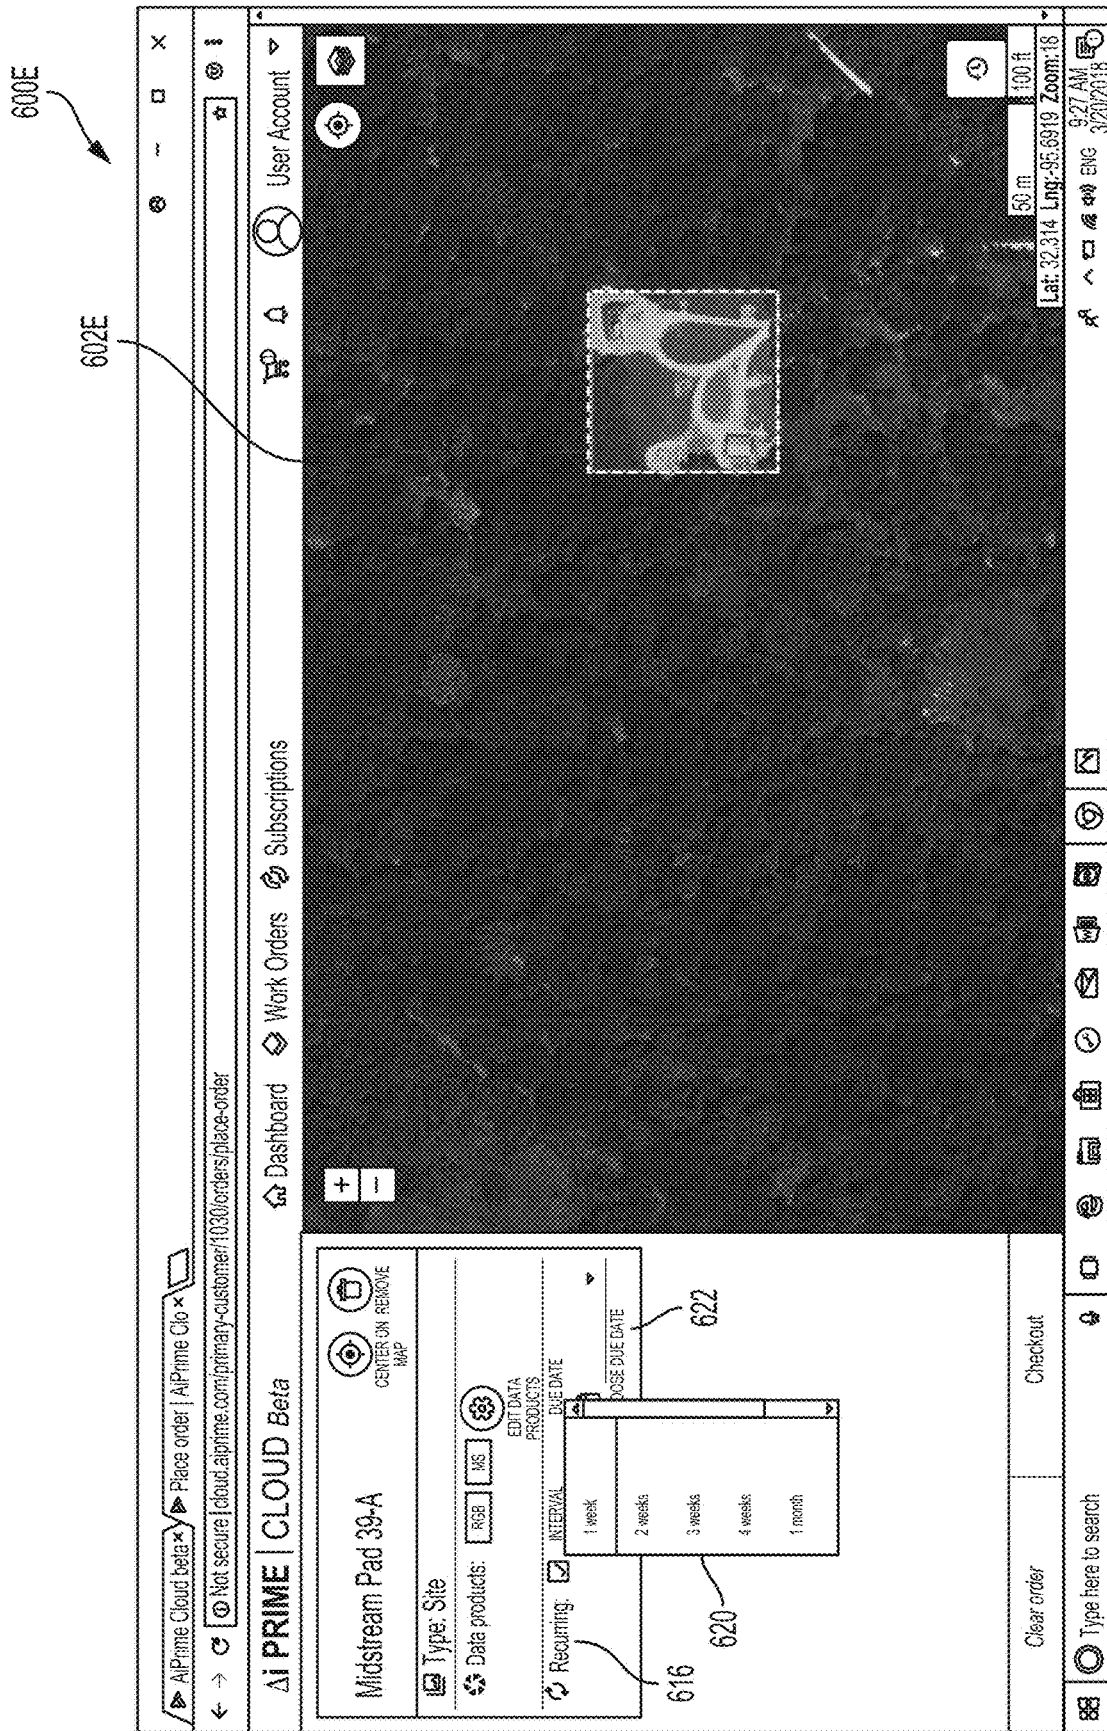 600E
602E
AiPrime Cloud beta ×
Place order | AiPrime Clo ×
Not secure | cloud.aiprime.com/primary-customer/1030/orders/place-order
Ai PRIME | CLOUD Beta
Dashboard
Work Orders
Subscriptions
User Account
Midstream Pad 39-A
CENTER ON MAP
REMOVE
Type: Site
Data products:
RGB
MS
EDIT DATA
PRODUCTS
Recurring:
INTERVAL
DUE DATE
OOSE DUE DATE
1 week
2 weeks
3 weeks
4 weeks
1 month
616
620
622
Clear order
Checkout
+
−
50 m
100 ft
Lat: 32.314 Lng:-95.6919 Zoom:18
Type here to search
ENG
9:27 AM
3/20/2018